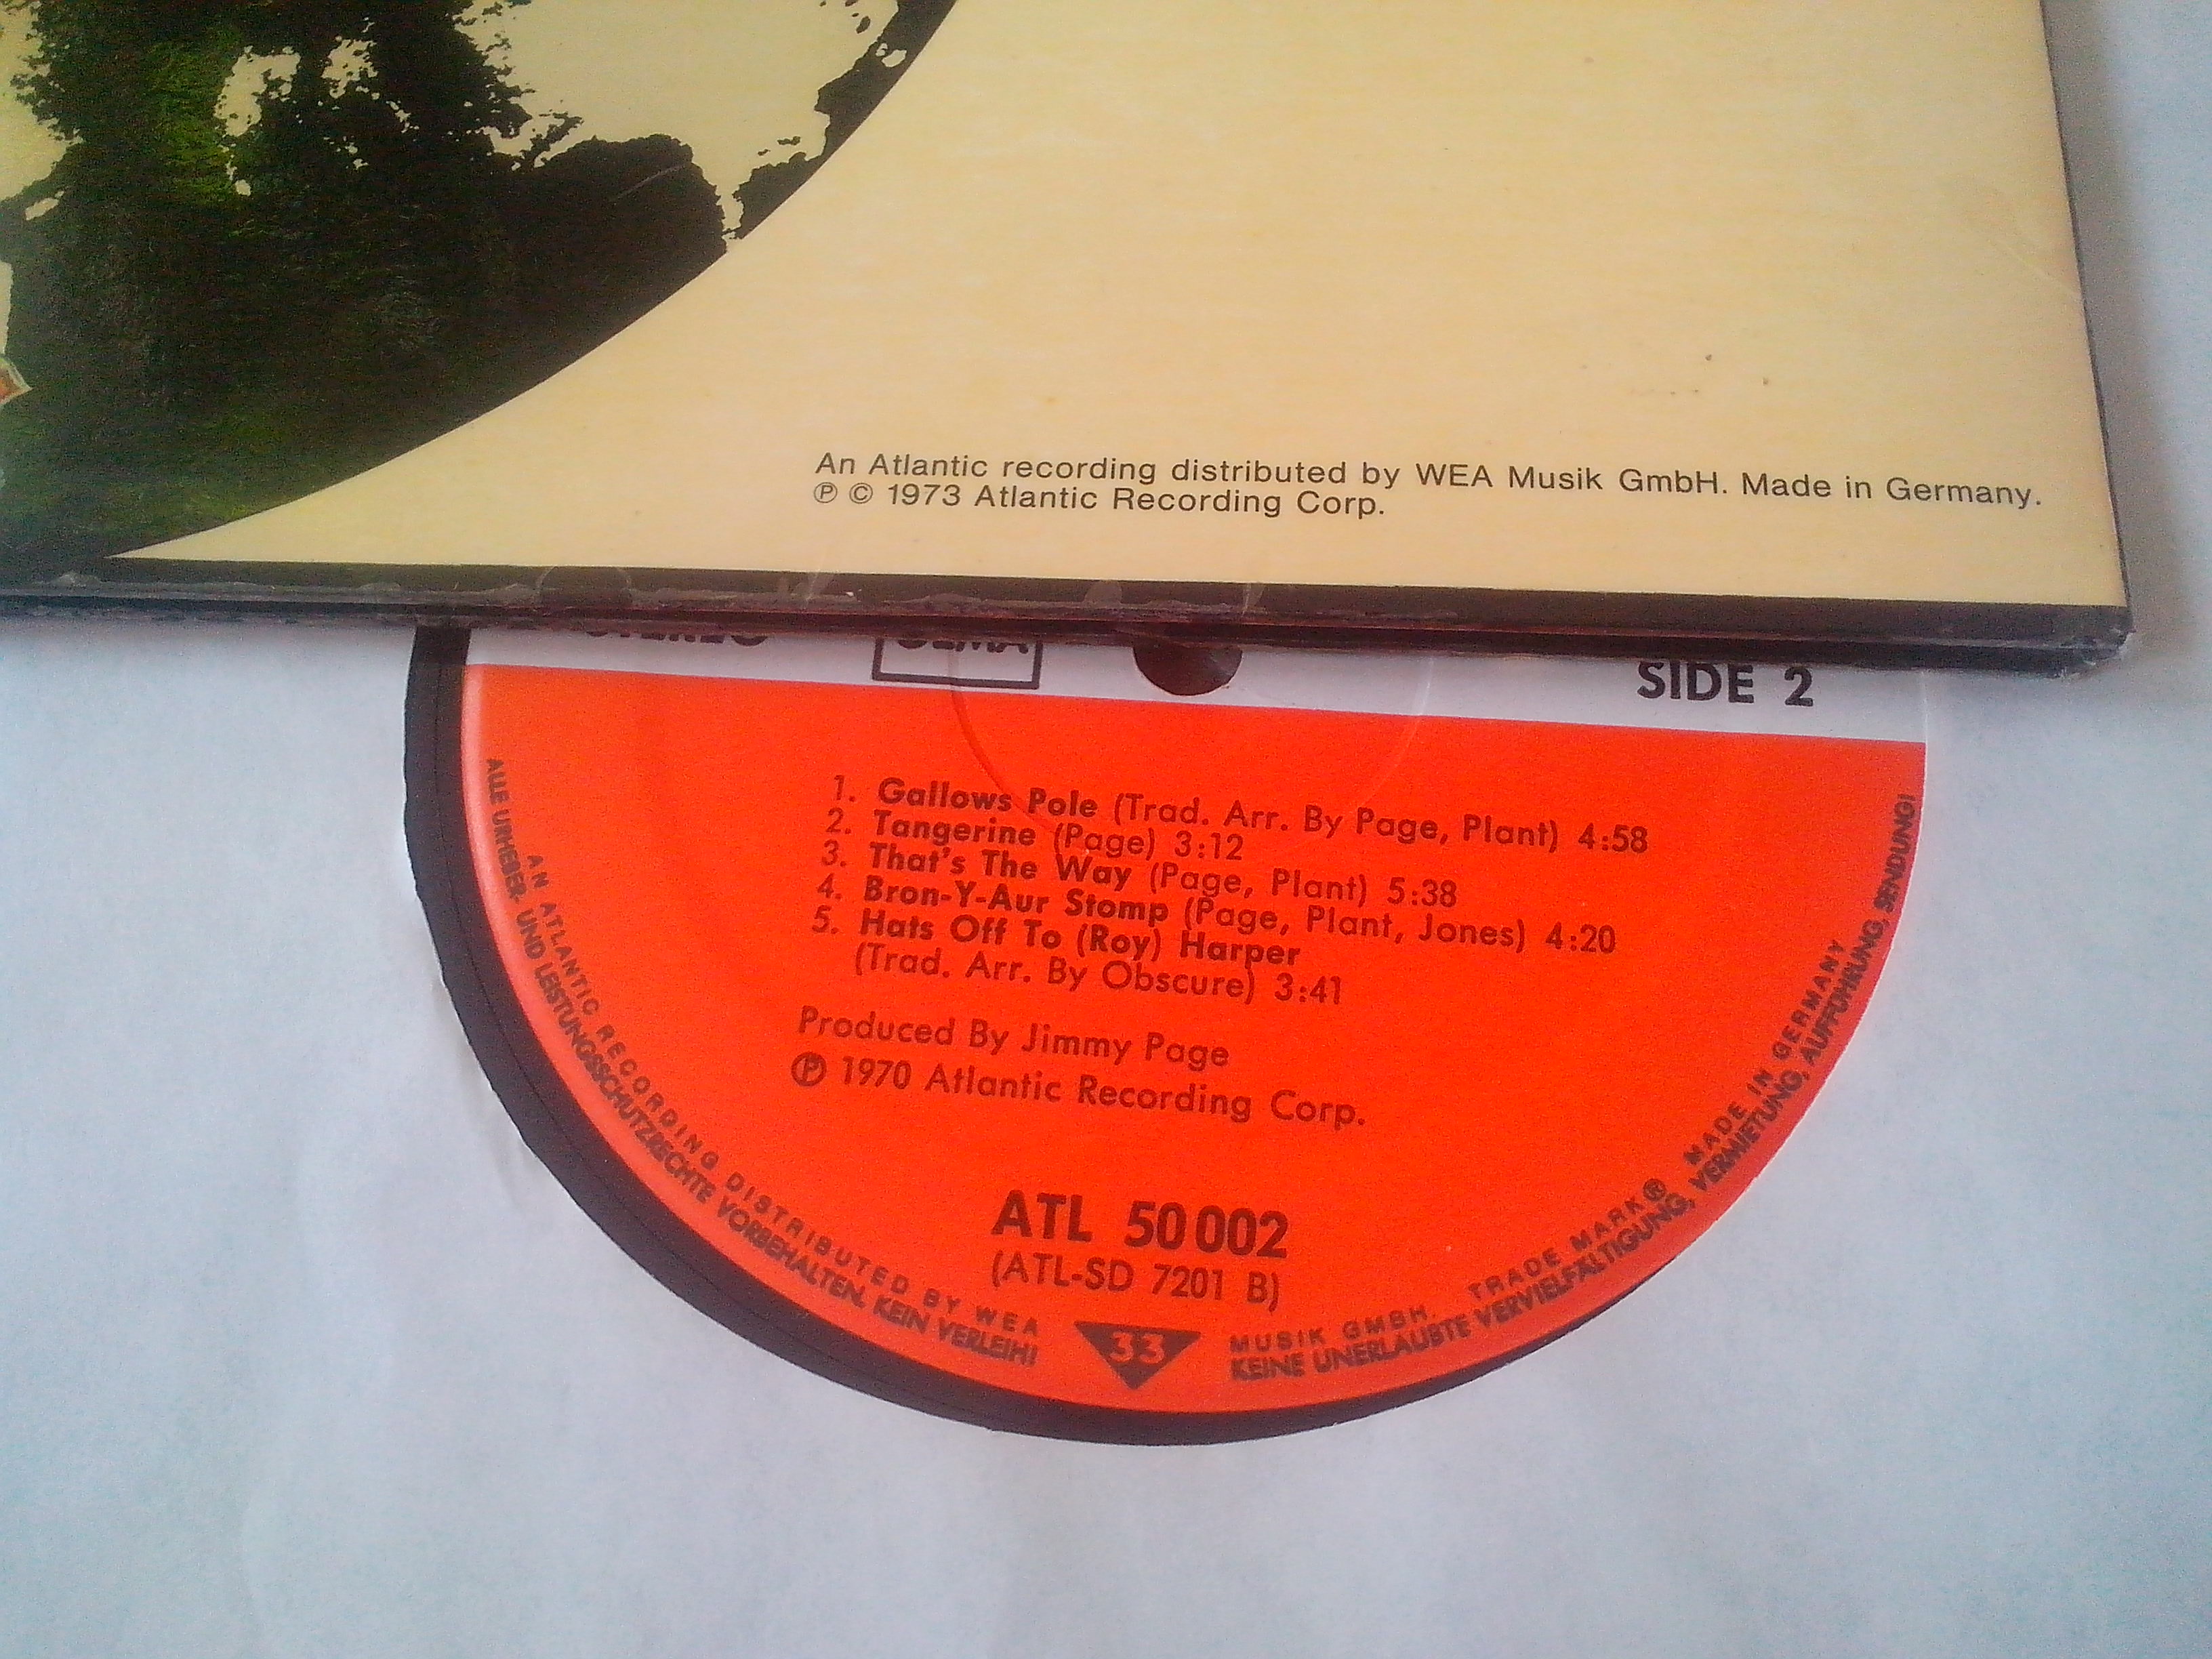 An Atlantic recording distributed by WEA Musik GmbH. Made in Germany.
℗ © 1973 Atlantic Recording Corp.
STEREO
GEMA
SIDE 2
1. Gallows Pole (Trad. Arr. By Page, Plant) 4:58
2. Tangerine (Page) 3:12
3. That's The Way (Page, Plant) 5:38
4. Bron-Y-Aur Stomp (Page, Plant, Jones) 4:20
5. Hats Off To (Roy) Harper
(Trad. Arr. By Obscure) 3:41
Produced By Jimmy Page
℗ 1970 Atlantic Recording Corp.
ATL 50 002
(ATL-SD 7201 B)
33
AN ATLANTIC RECORDING DISTRIBUTED BY WEA MUSIK GMBH. TRADE MARK® MADE IN GERMANY
ALLE URHEBER- UND LEISTUNGSSCHUTZRECHTE VORBEHALTEN. KEIN VERLEIH! KEINE UNERLAUBTE VERVIELFÄLTIGUNG, VERMIETUNG, AUFFÜHRUNG, SENDUNG!